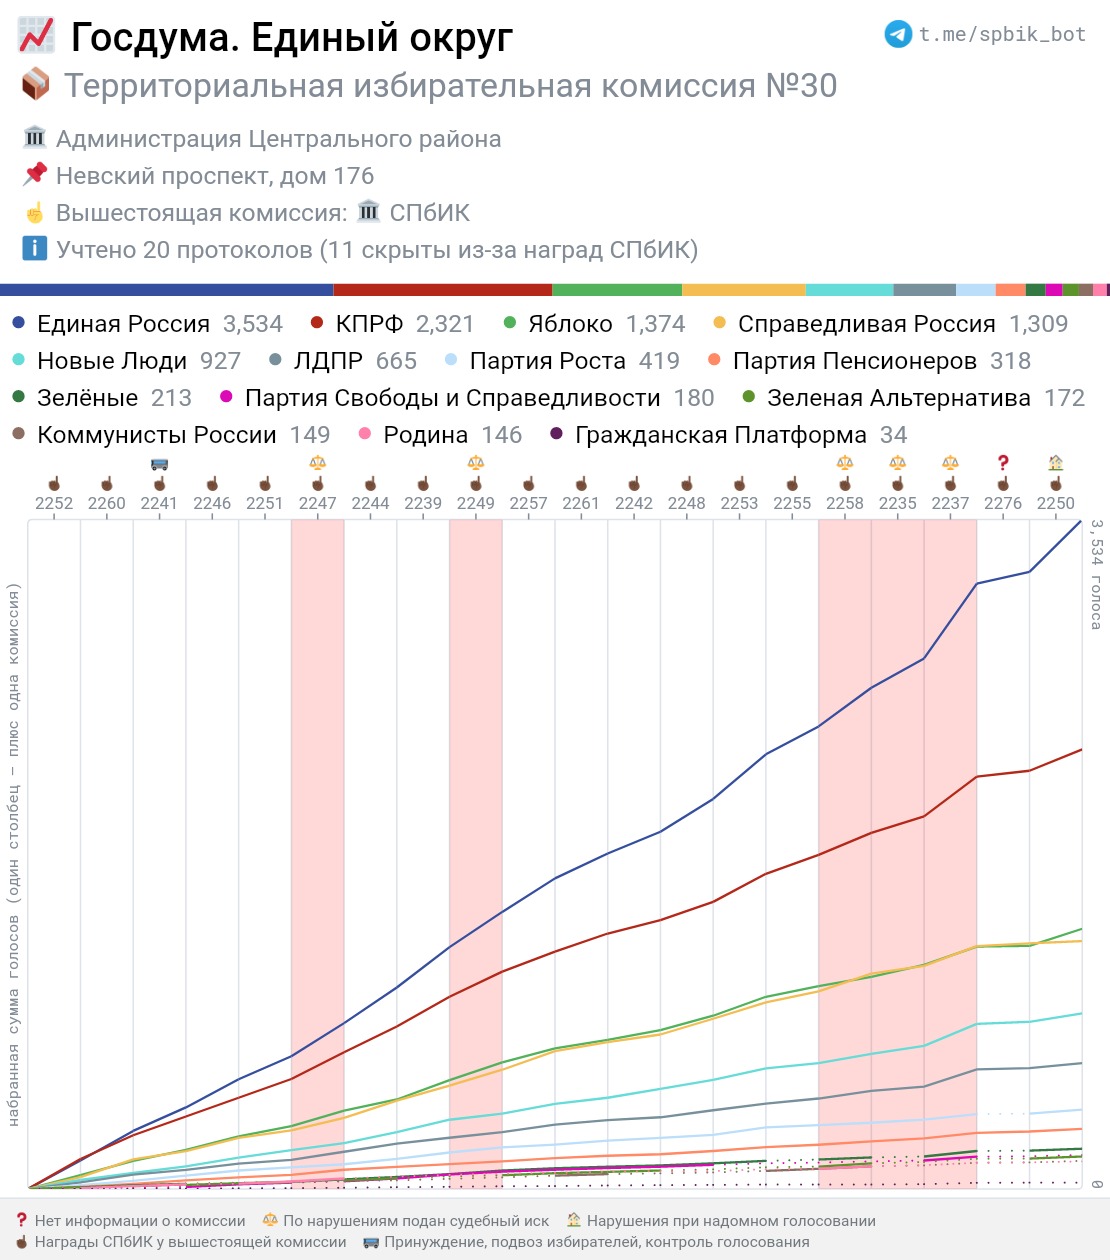 Госдума. Единый округ
t.me/spbik_bot
Территориальная избирательная комиссия №30
Администрация Центрального района
Невский проспект, дом 176
Вышестоящая комиссия: СПбИК
Учтено 20 протоколов (11 скрыты из-за наград СПбИК)
Единая Россия 3,534 КПРФ 2,321 Яблоко 1,374 Справедливая Россия 1,309
Новые Люди 927 ЛДПР 665 Партия Роста 419 Партия Пенсионеров 318
Зелёные 213 Партия Свободы и Справедливости 180 Зеленая Альтернатива 172
Коммунисты России 149 Родина 146 Гражданская Платформа 34
2252 2260 2241 2246 2251 2247 2244 2239 2249 2257 2261 2242 2248 2253 2255 2258 2235 2237 2276 2250
набранная сумма голосов (один столбец – плюс одна комиссия)
3,534 голоса
0
Нет информации о комиссии По нарушениям подан судебный иск Нарушения при надомном голосовании
Награды СПбИК у вышестоящей комиссии Принуждение, подвоз избирателей, контроль голосования